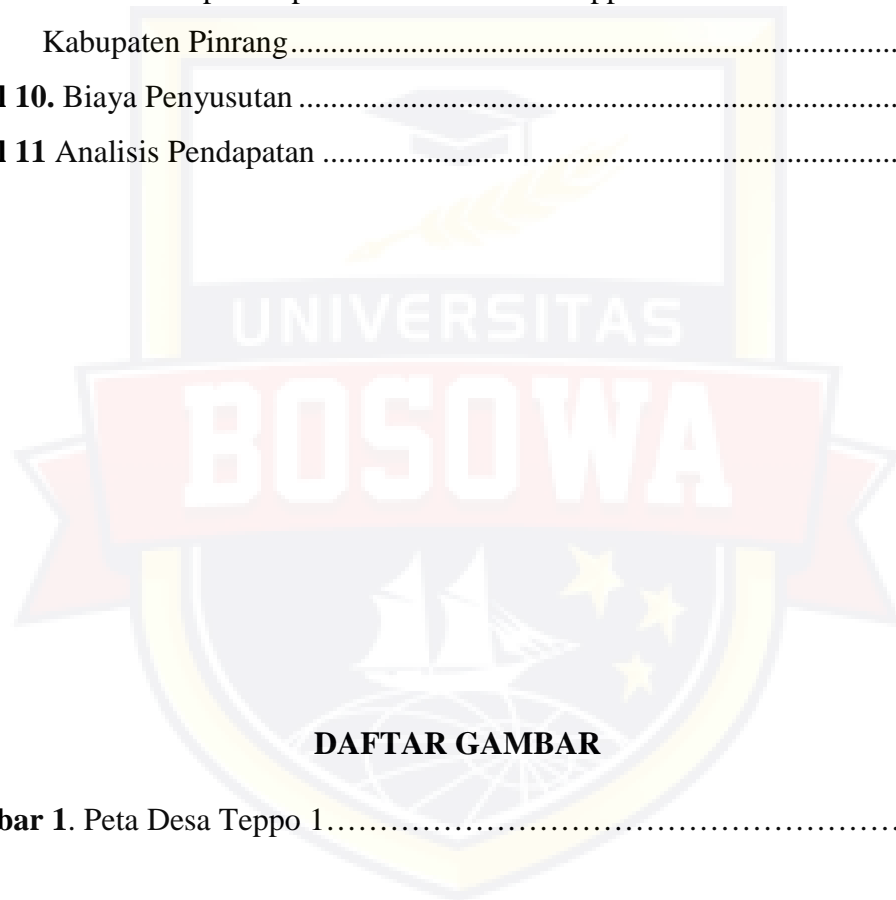 Kabupaten Pinrang........................................................................
l 10. Biaya Penyusutan........................................................................
l 11 Analisis Pendapatan........................................................................
UNIVERSITAS
BOSOWA
DAFTAR GAMBAR
bar 1. Peta Desa Teppo 1………………………………………………………